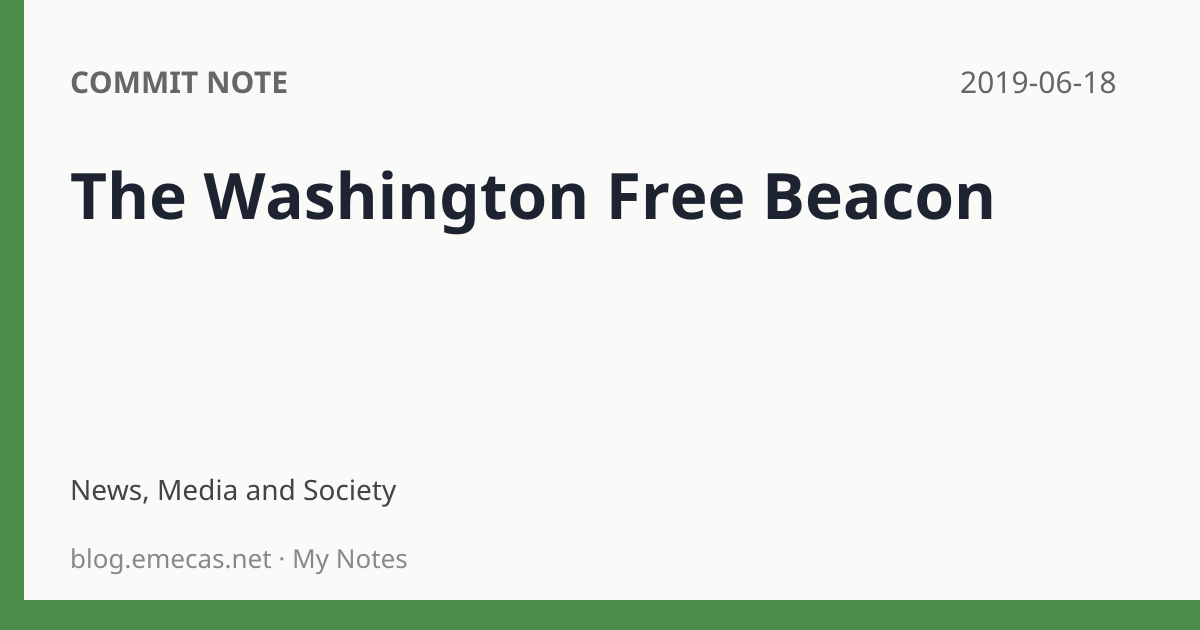 COMMIT NOTE
2019-06-18
The Washington Free Beacon
News, Media and Society
blog.emecas.net · My Notes